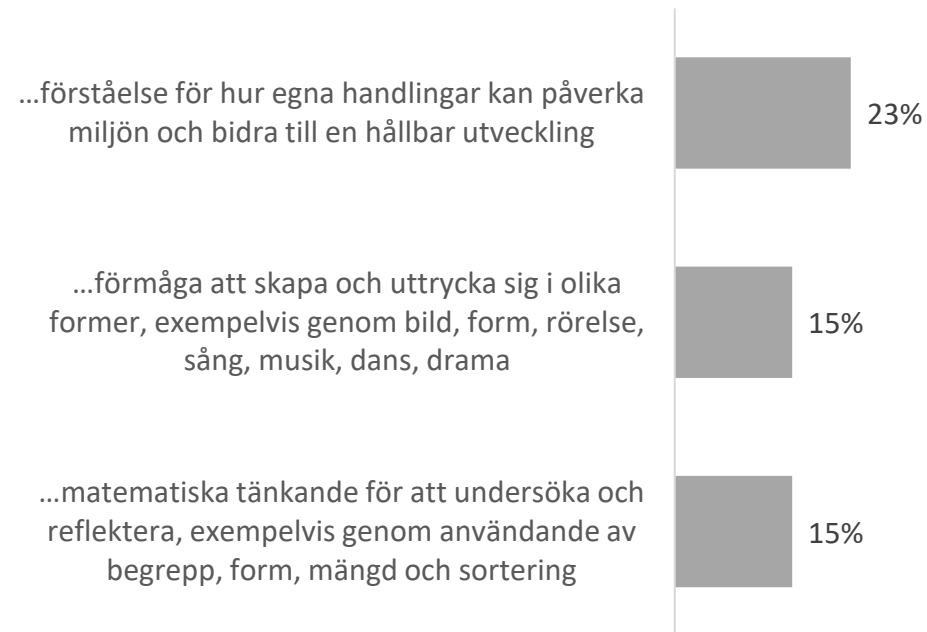 …förståelse för hur egna handlingar kan påverka
miljön och bidra till en hållbar utveckling
23%
…förmåga att skapa och uttrycka sig i olika
former, exempelvis genom bild, form, rörelse,
sång, musik, dans, drama
15%
…matematiska tänkande för att undersöka och
reflektera, exempelvis genom användande av
begrepp, form, mängd och sortering
15%